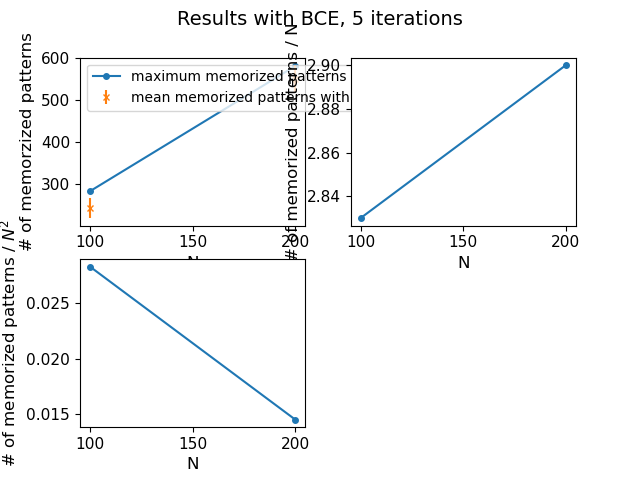 Results with BCE, 5 iterations
# of memorzized patterns
600
500
400
300
maximum memorized patterns
mean memorized patterns with
100
150
200
N
# of memorized patterns / N
2.90
2.88
2.86
2.84
100
150
200
N
# of memorized patterns / N²
0.025
0.020
0.015
100
150
200
N